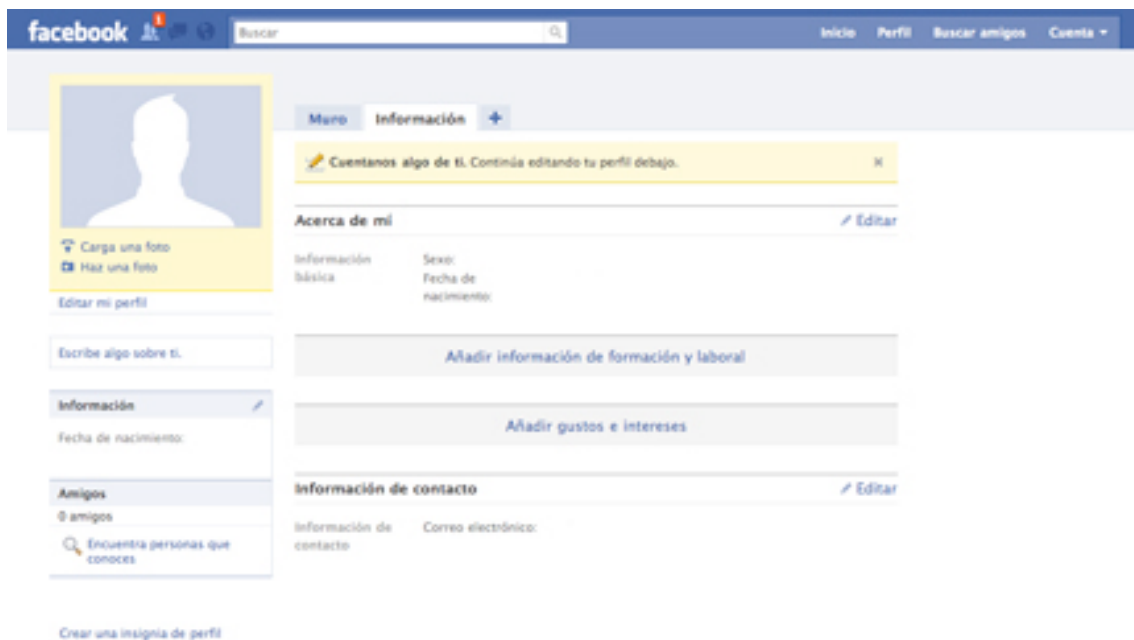 facebook 1 Buscar Inicio Perfil Buscar amigos Cuenta
Carga una foto
Haz una foto
Editar mi perfil
Escribe algo sobre ti.
Información
Fecha de nacimiento:
Amigos
0 amigos
Encuentra personas que
conoces
Crear una insignia de perfil
Muro Información +
Cuentanos algo de ti. Continúa editando tu perfil debajo.
Acerca de mí Editar
Información
básica
Sexo:
Fecha de
nacimiento:
Añadir información de formación y laboral
Añadir gustos e intereses
Información de contacto Editar
Información de
contacto
Correo electrónico: